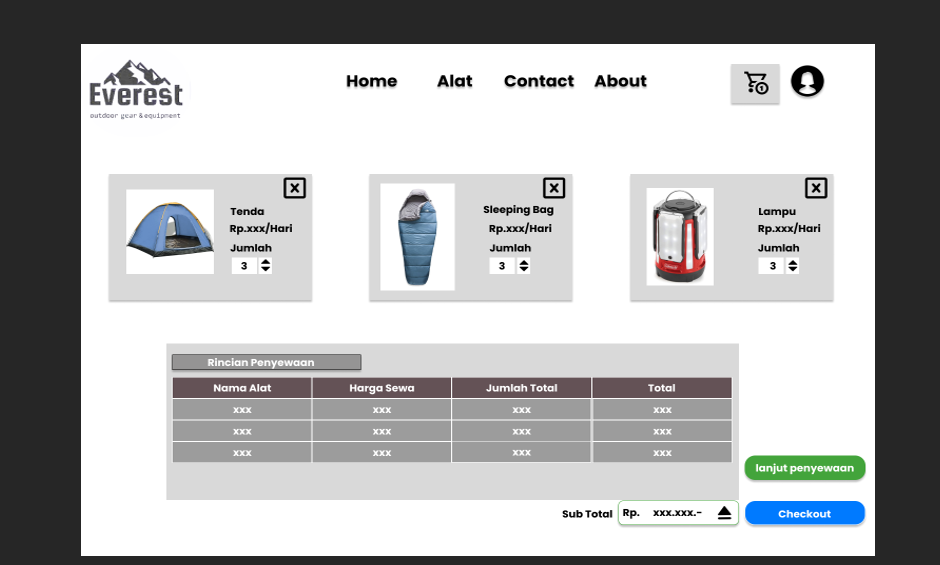 Everest
outdoor gear & equipment
Home Alat Contact About
1
X
Tenda
Rp.xxx/Hari
Jumlah
3
X
Sleeping Bag
Rp.xxx/Hari
Jumlah
3
X
Lampu
Rp.xxx/Hari
Jumlah
3
Rincian Penyewaan
Nama Alat Harga Sewa Jumlah Total Total
xxx xxx xxx xxx
xxx xxx xxx xxx
xxx xxx xxx xxx
lanjut penyewaan
Sub Total Rp. xxx.xxx.- Checkout